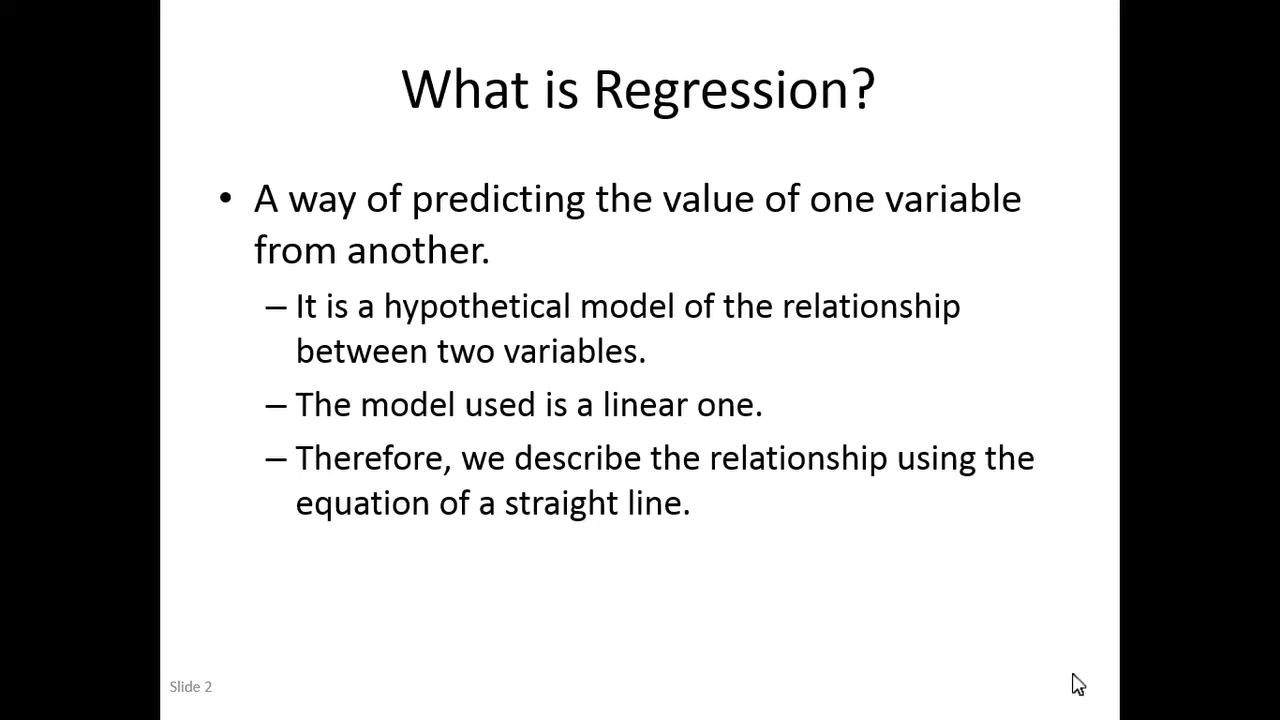 What is Regression?
• A way of predicting the value of one variable
from another.
– It is a hypothetical model of the relationship
between two variables.
– The model used is a linear one.
– Therefore, we describe the relationship using the
equation of a straight line.
Slide 2